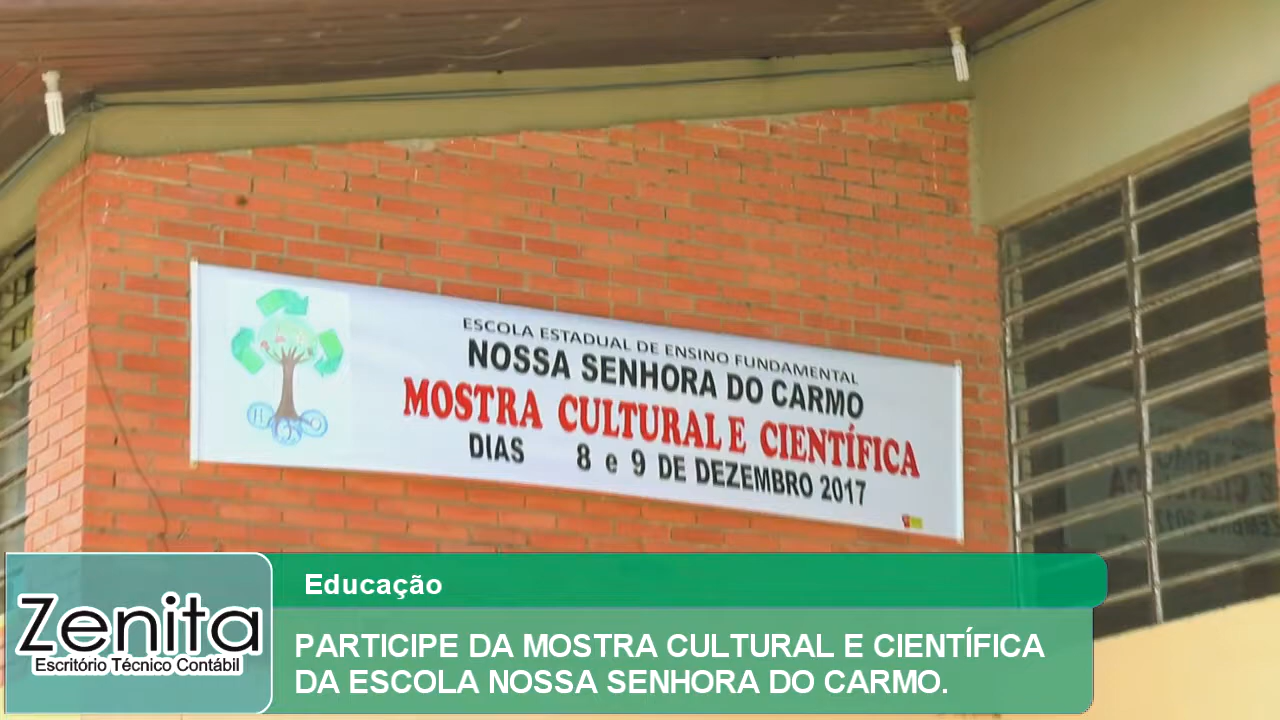 ESCOLA ESTADUAL DE ENSINO FUNDAMENTAL
NOSSA SENHORA DO CARMO
MOSTRA CULTURAL E CIENTÍFICA
DIAS 8 e 9 DE DEZEMBRO 2017
Educação
Zenita
Escritório Técnico Contábil
PARTICIPE DA MOSTRA CULTURAL E CIENTÍFICA
DA ESCOLA NOSSA SENHORA DO CARMO.